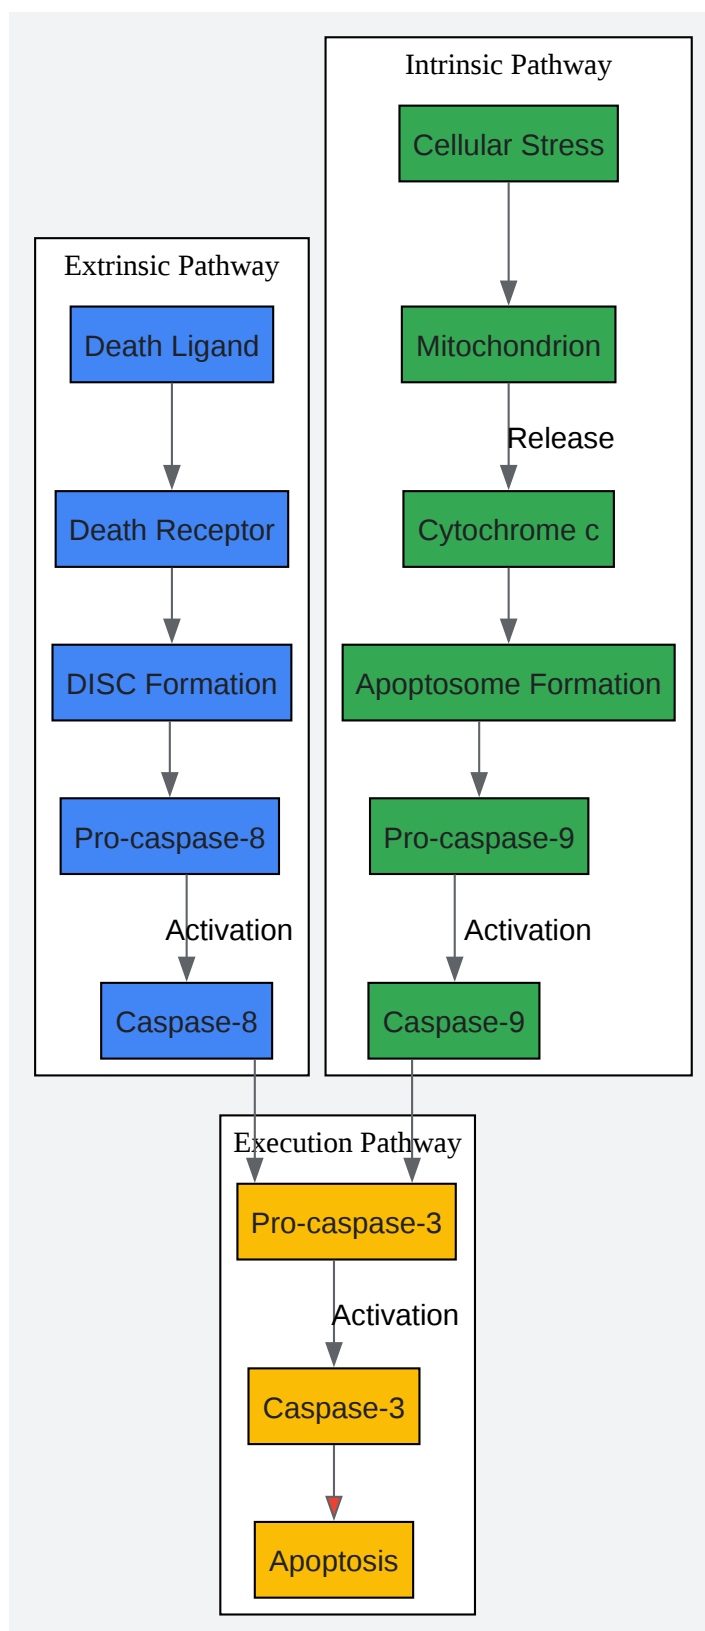 Intrinsic Pathway
Cellular Stress
Mitochondrion
Release
Cytochrome c
Apoptosome Formation
Pro-caspase-9
Activation
Caspase-9
Extrinsic Pathway
Death Ligand
Death Receptor
DISC Formation
Pro-caspase-8
Activation
Caspase-8
Execution Pathway
Pro-caspase-3
Activation
Caspase-3
Apoptosis